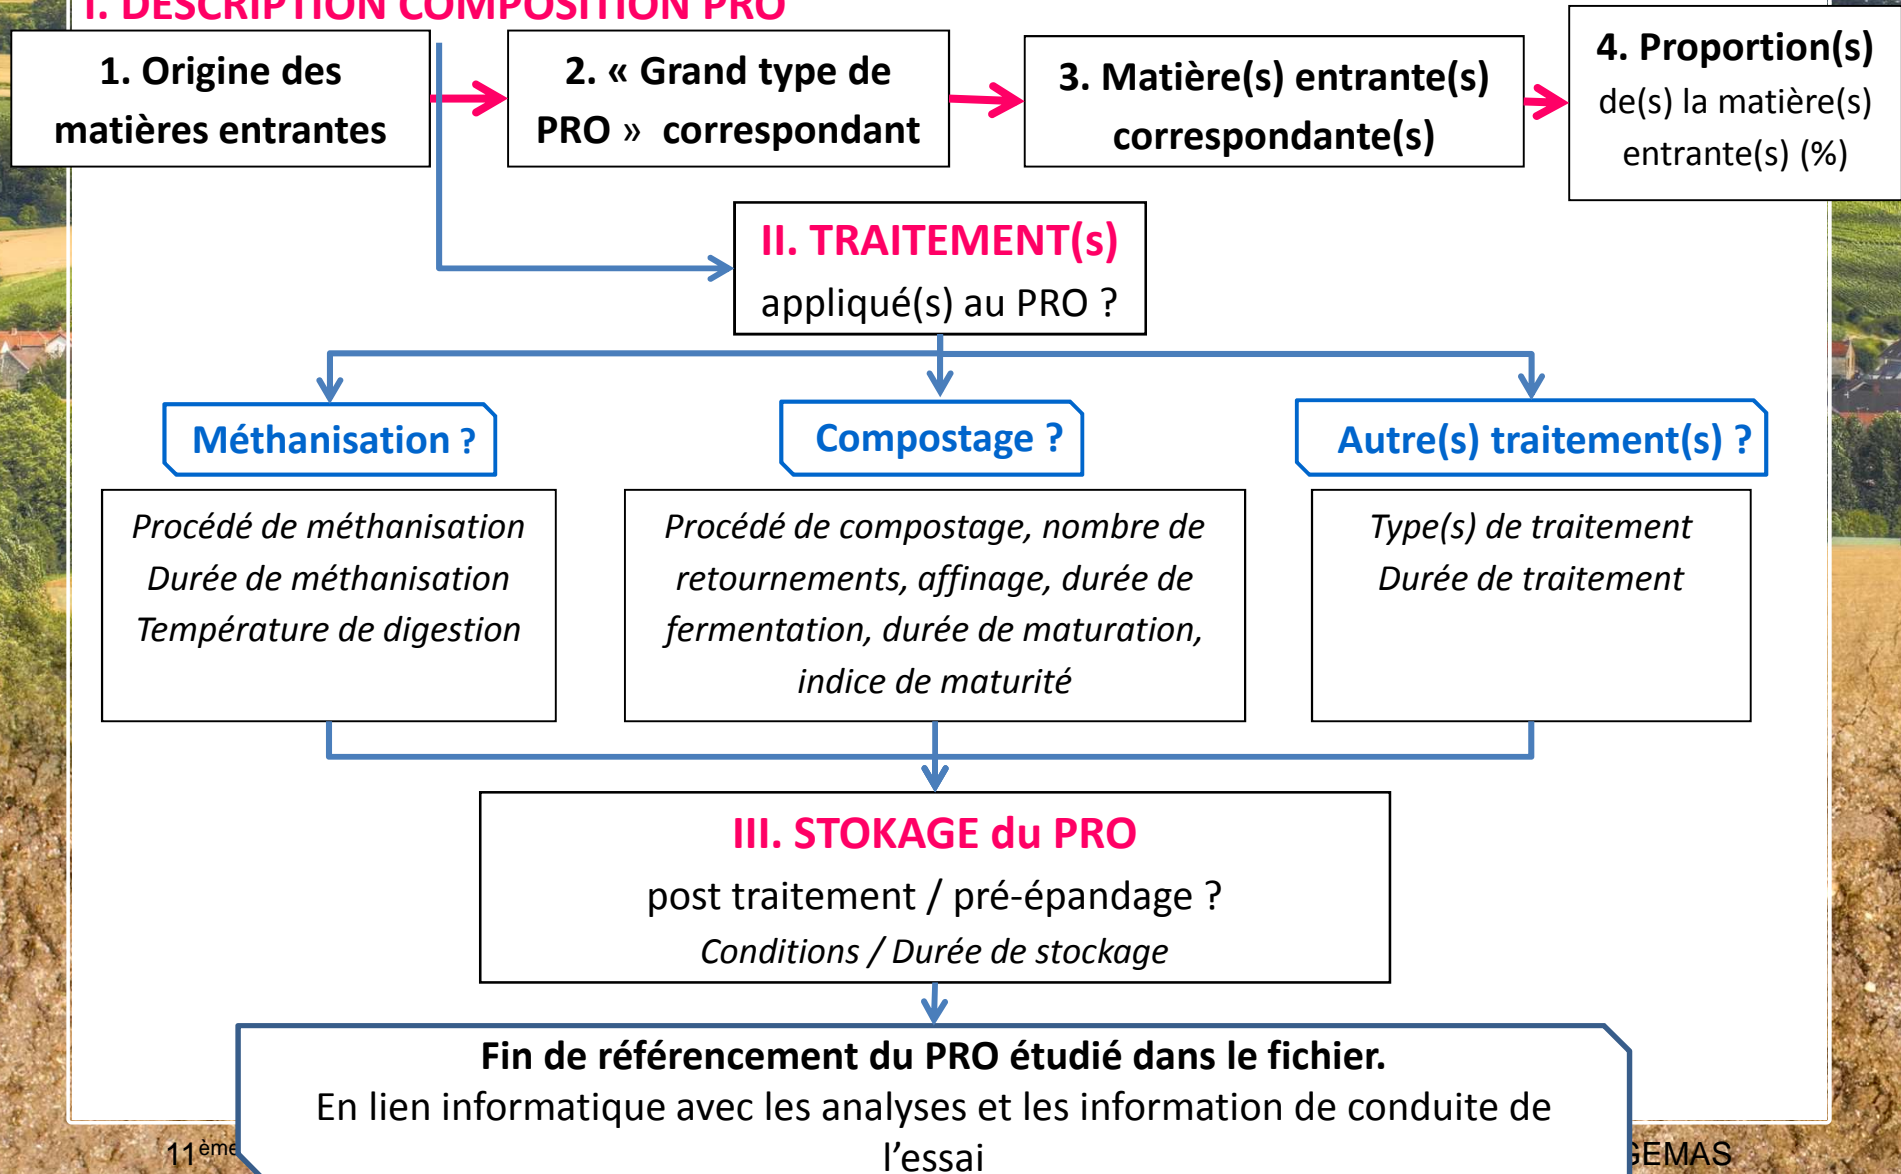 I. DESCRIPTION COMPOSITION PRO
1. Origine des
matières entrantes
2. « Grand type de
PRO » correspondant
3. Matière(s) entrante(s)
correspondante(s)
4. Proportion(s)
de(s) la matière(s)
entrante(s) (%)
II. TRAITEMENT(s)
appliqué(s) au PRO ?
Méthanisation ?
Compostage ?
Autre(s) traitement(s) ?
Procédé de méthanisation
Durée de méthanisation
Température de digestion
Procédé de compostage, nombre de
retournements, affinage, durée de
fermentation, durée de maturation,
indice de maturité
Type(s) de traitement
Durée de traitement
III. STOKAGE du PRO
post traitement / pré-épandage ?
Conditions / Durée de stockage
Fin de référencement du PRO étudié dans le fichier.
En lien informatique avec les analyses et les information de conduite de
l'essai
11ème
GEMAS